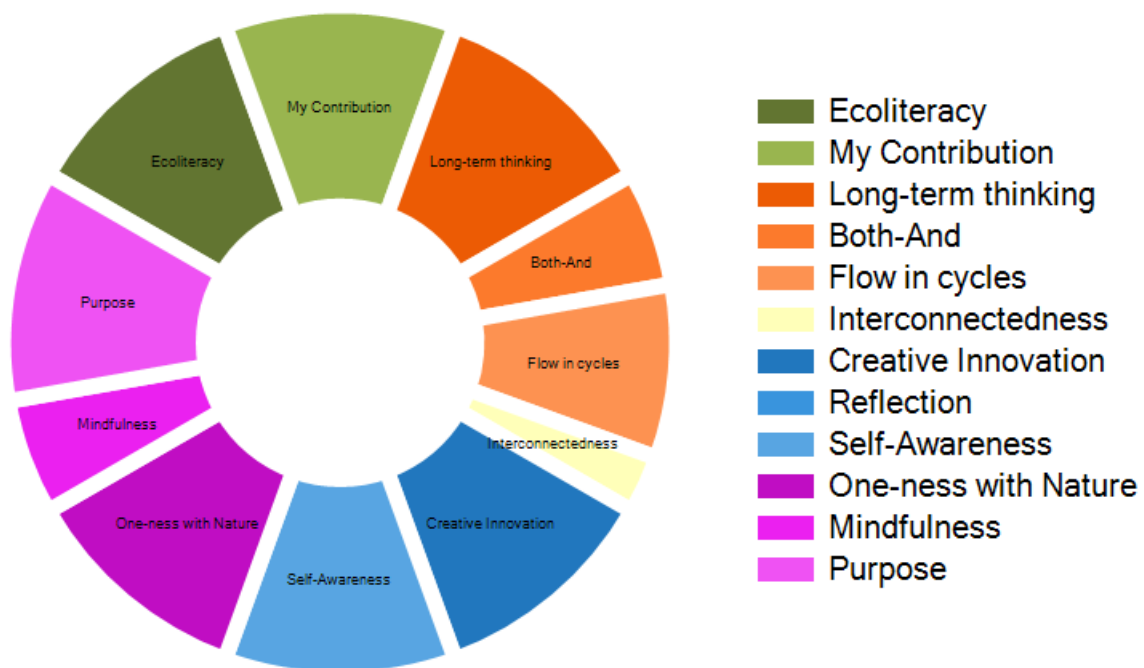 My Contribution
Ecoliteracy
Long-term thinking
Both-And
Purpose
Flow in cycles
Mindfulness
Interconnectedness
One-ness with Nature
Creative Innovation
Self-Awareness
Ecoliteracy
My Contribution
Long-term thinking
Both-And
Flow in cycles
Interconnectedness
Creative Innovation
Reflection
Self-Awareness
One-ness with Nature
Mindfulness
Purpose